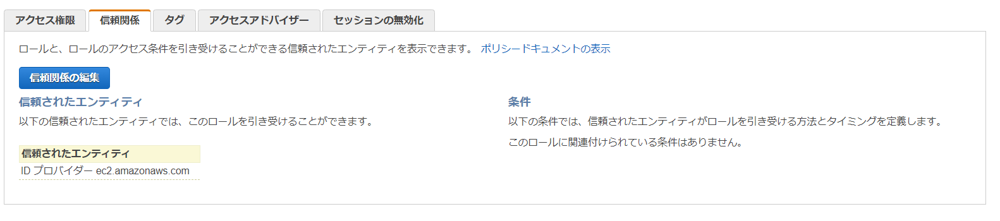 アクセス権限
信頼関係
タグ
アクセスアドバイザー
セッションの無効化
ロールと、ロールのアクセス条件を引き受けることができる信頼されたエンティティを表示できます。 ポリシードキュメントの表示
信頼関係の編集
信頼されたエンティティ
以下の信頼されたエンティティでは、このロールを引き受けることができます。
信頼されたエンティティ
ID プロバイダー ec2.amazonaws.com
条件
以下の条件では、信頼されたエンティティがロールを引き受ける方法とタイミングを定義します。
このロールに関連付けられている条件はありません。